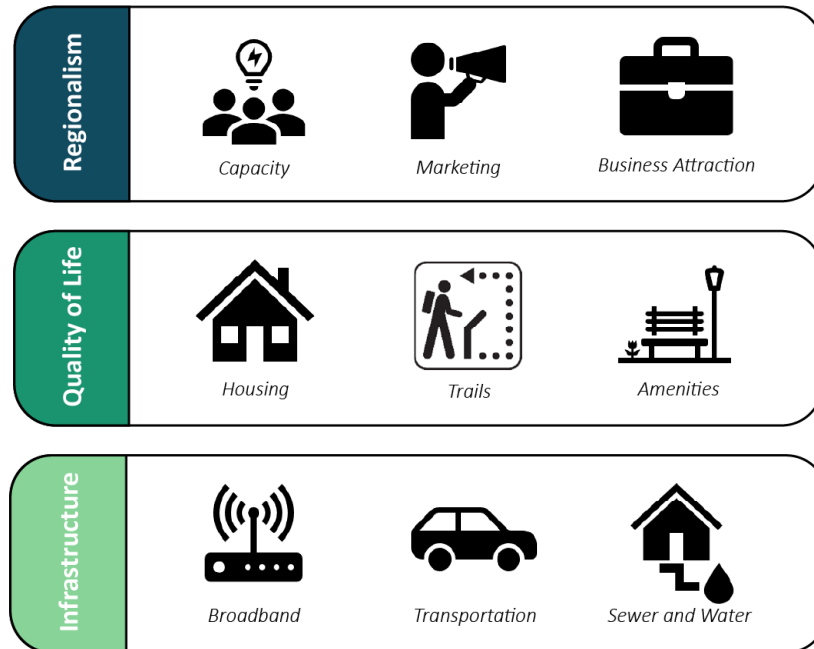 Regionalism
Capacity
Marketing
Business Attraction
Quality of Life
Housing
Trails
Amenities
Infrastructure
Broadband
Transportation
Sewer and Water